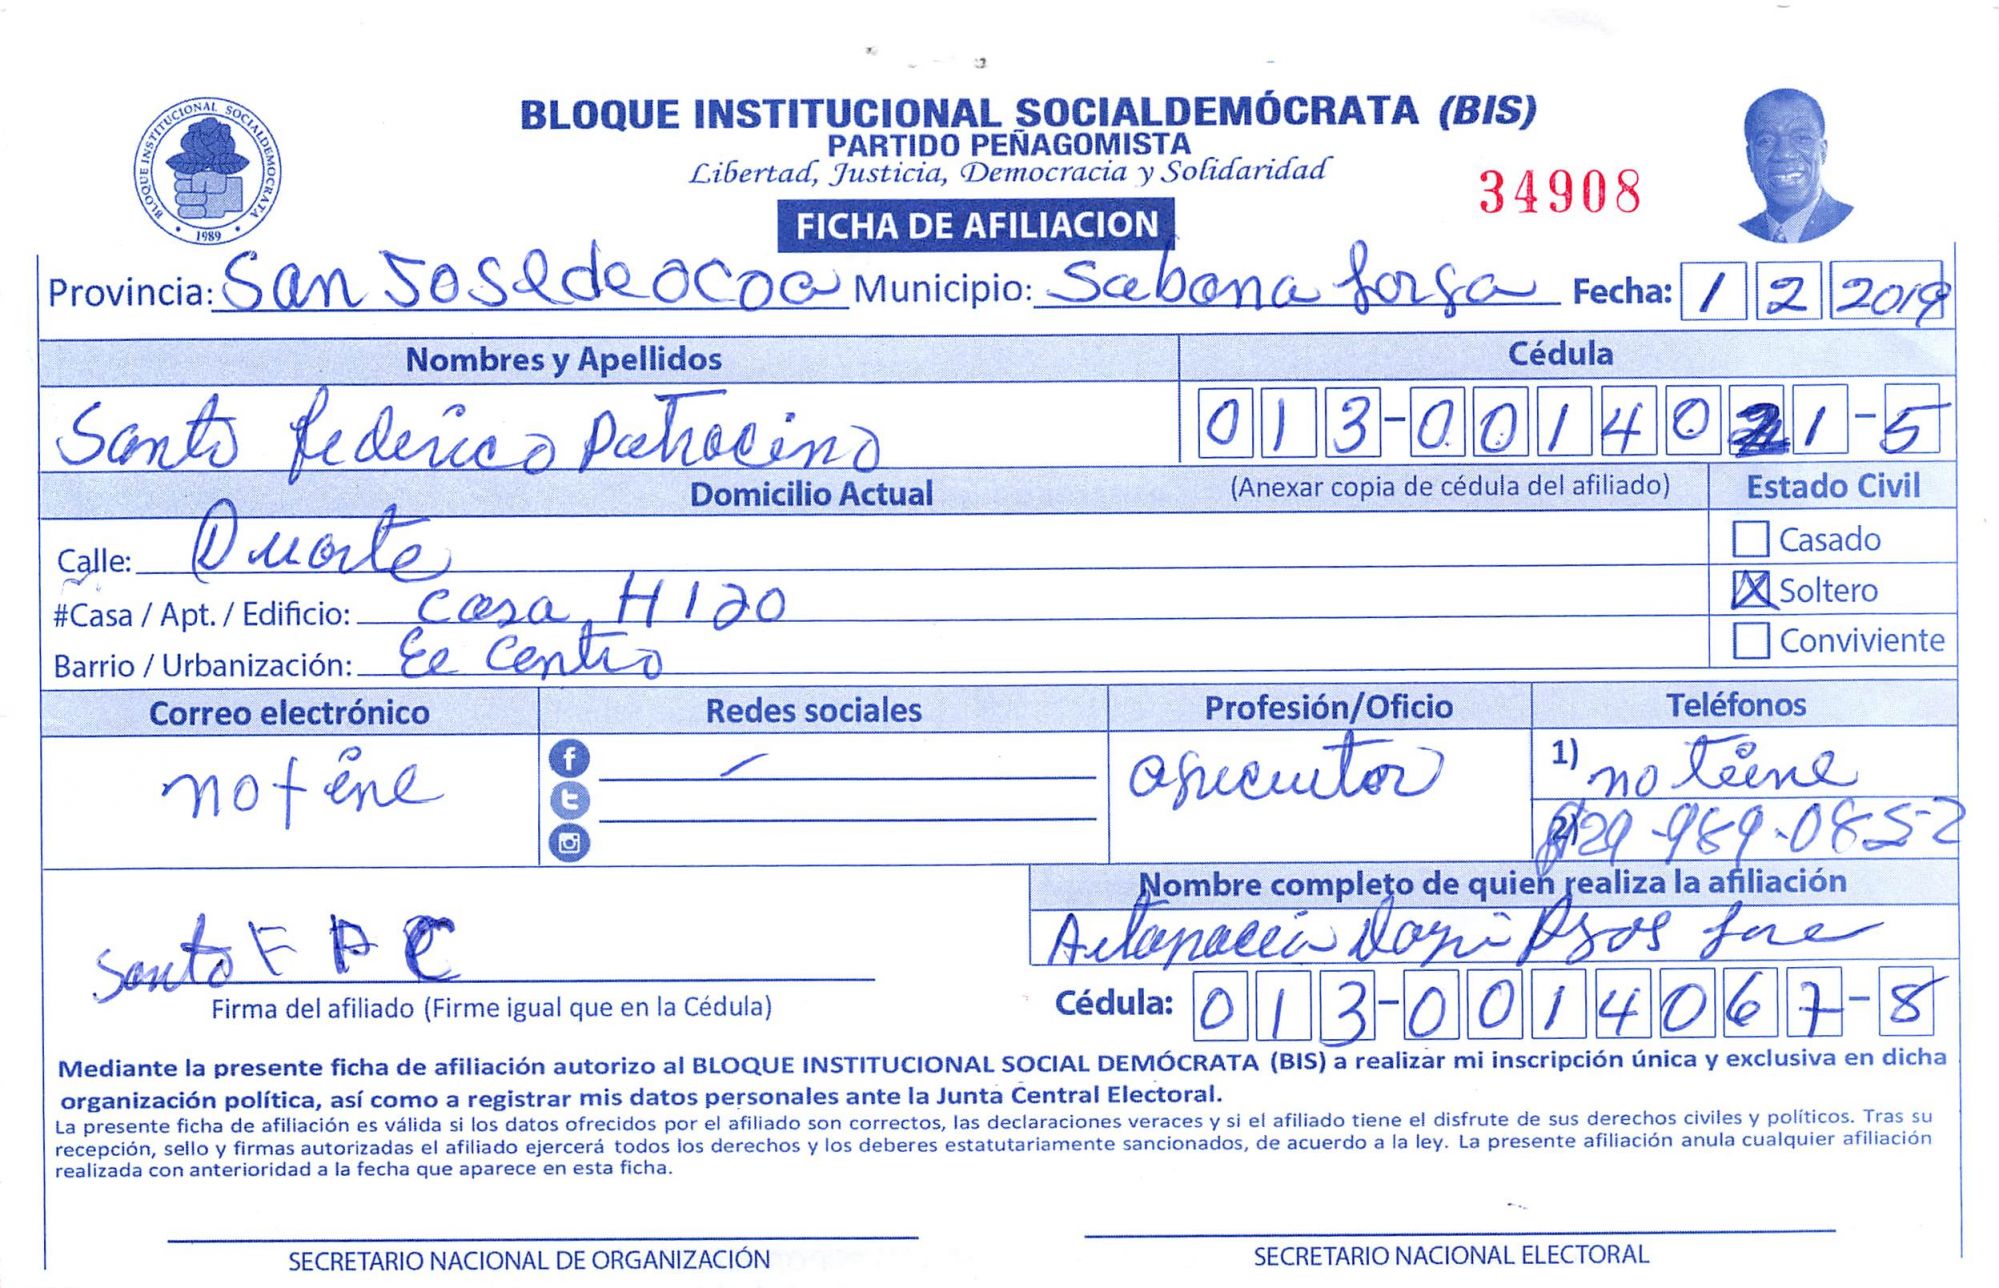 BLOQUE INSTITUCIONAL SOCIALDEMÓCRATA (BIS)
PARTIDO PEÑAGOMISTA
Libertad, Justicia, Democracia y Solidaridad
BLOQUE INSTITUCIONAL SOCIALDEMOCRATA
1989
34908
FICHA DE AFILIACION
Provincia: San Jose de ocoa Municipio: Sabana Larga Fecha: 1 2 2019
Nombres y Apellidos Cédula
Santo federico Patrocino 013-0014021-5
Domicilio Actual (Anexar copia de cédula del afiliado) Estado Civil
Calle: Duarte Casado
#Casa / Apt. / Edificio: casa H120 X Soltero
Barrio / Urbanización: El Centro Conviviente
Correo electrónico Redes sociales Profesión/Oficio Teléfonos
no tiene agricultor 1) no tiene
2) 829-989-0852
Nombre completo de quien realiza la afiliación
Santo F P C
Firma del afiliado (Firme igual que en la Cédula) Cédula: 013-0014067-8
Mediante la presente ficha de afiliación autorizo al BLOQUE INSTITUCIONAL SOCIAL DEMÓCRATA (BIS) a realizar mi inscripción única y exclusiva en dicha
organización política, así como a registrar mis datos personales ante la Junta Central Electoral.
La presente ficha de afiliación es válida si los datos ofrecidos por el afiliado son correctos, las declaraciones veraces y si el afiliado tiene el disfrute de sus derechos civiles y políticos. Tras su
recepción, sello y firmas autorizadas el afiliado ejercerá todos los derechos y los deberes estatutariamente sancionados, de acuerdo a la ley. La presente afiliación anula cualquier afiliación
realizada con anterioridad a la fecha que aparece en esta ficha.
SECRETARIO NACIONAL DE ORGANIZACIÓN SECRETARIO NACIONAL ELECTORAL